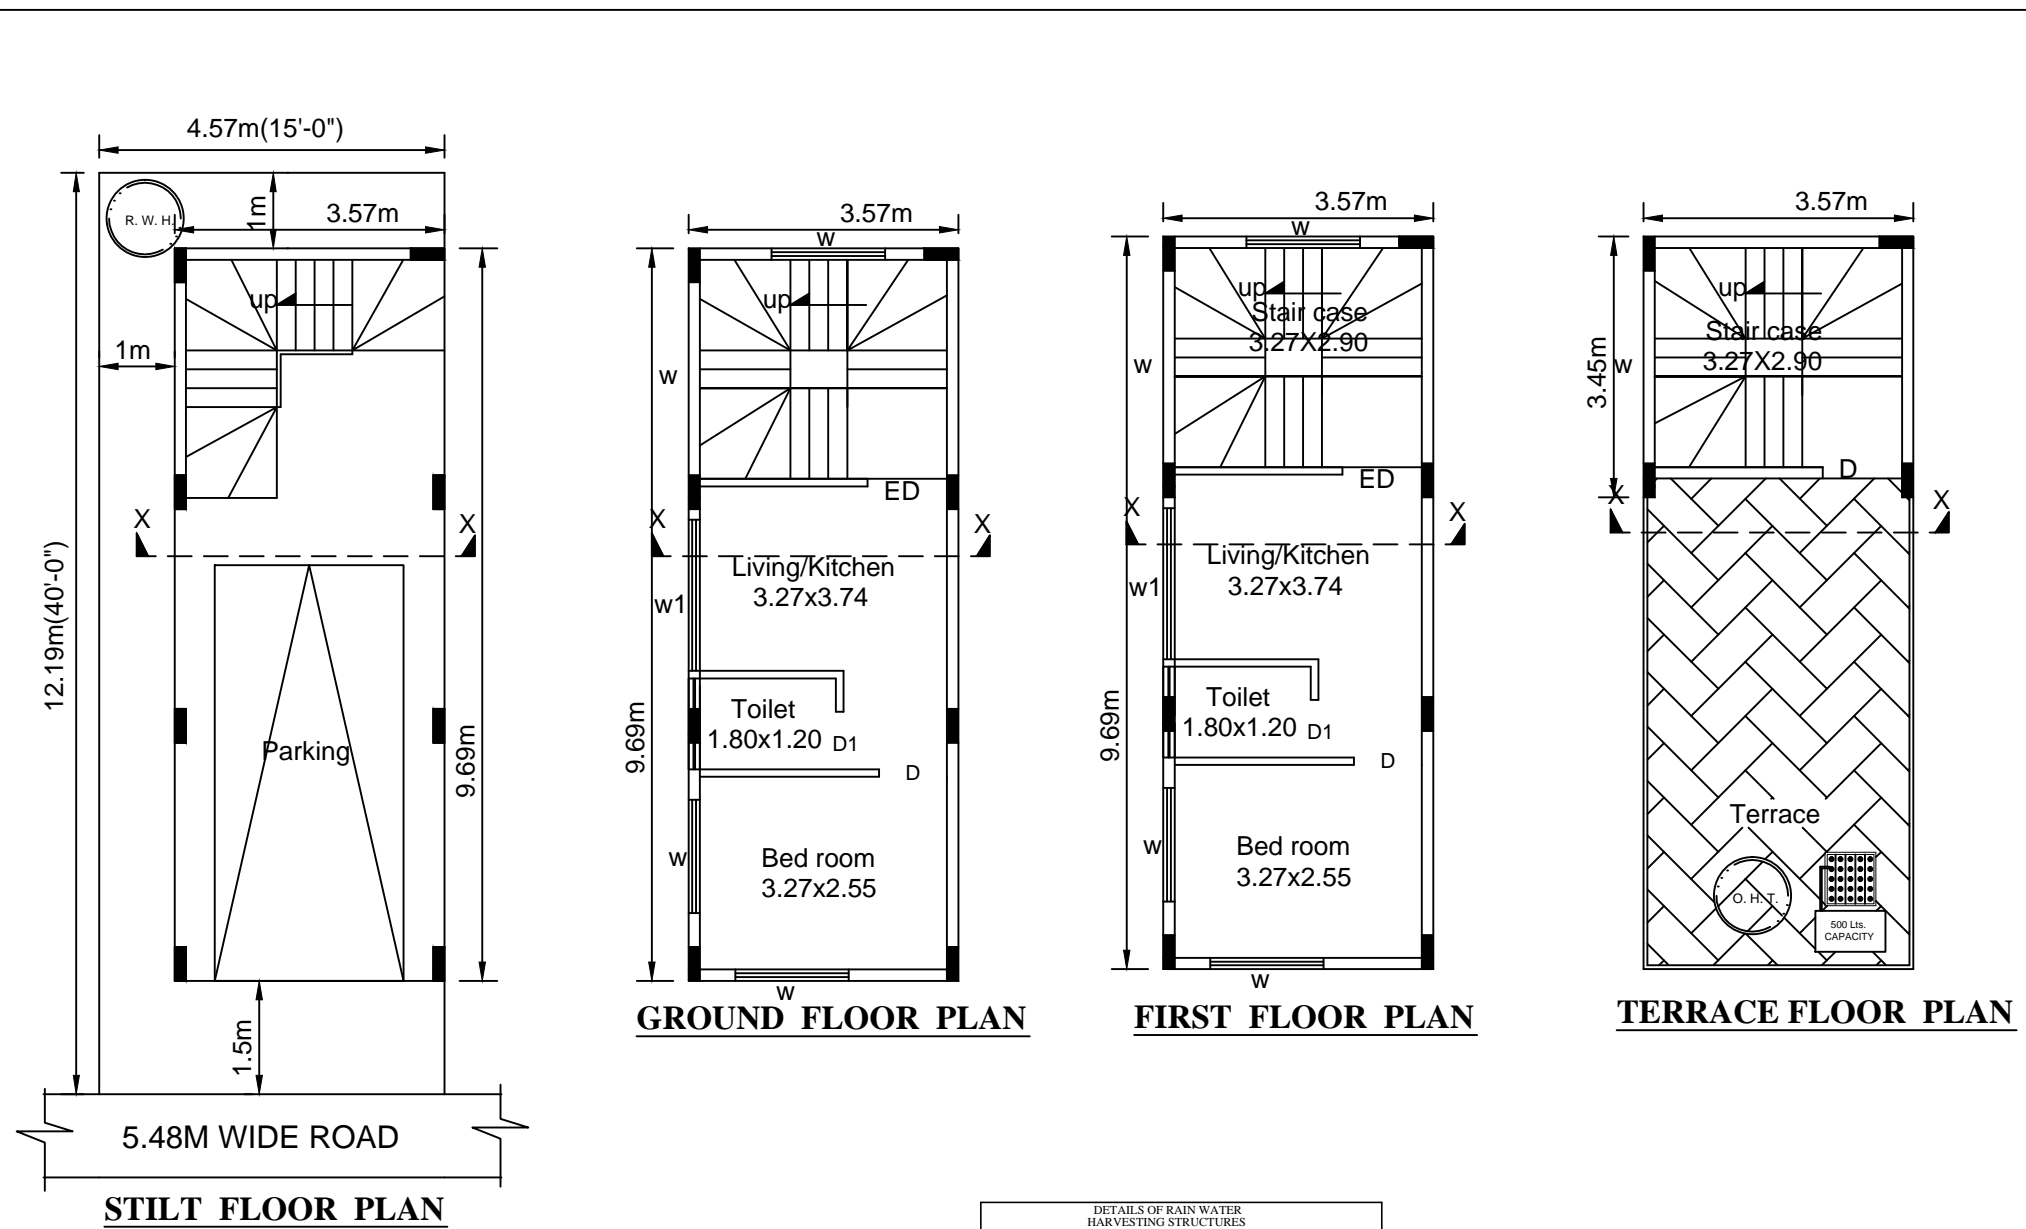 4.57m(15'-0")
R. W. H.
1m
3.57m
up
1m
X
X
12.19m(40'-0")
Parking
9.69m
1.5m
5.48M WIDE ROAD
STILT FLOOR PLAN
3.57m
w
up
w
ED
X
X
Living/Kitchen
3.27x3.74
w1
Toilet
1.80x1.20
D1
D
9.69m
Bed room
3.27x2.55
w
w
GROUND FLOOR PLAN
3.57m
w
up
Stair case
3.27X2.90
w
ED
X
X
Living/Kitchen
3.27x3.74
w1
Toilet
1.80x1.20
D1
D
9.69m
Bed room
3.27x2.55
w
w
FIRST FLOOR PLAN
3.57m
up
Stair case
3.27X2.90
3.45m
w
D
X
X
Terrace
O. H. T.
500 Lts.
CAPACITY
TERRACE FLOOR PLAN
DETAILS OF RAIN WATER
HARVESTING STRUCTURES